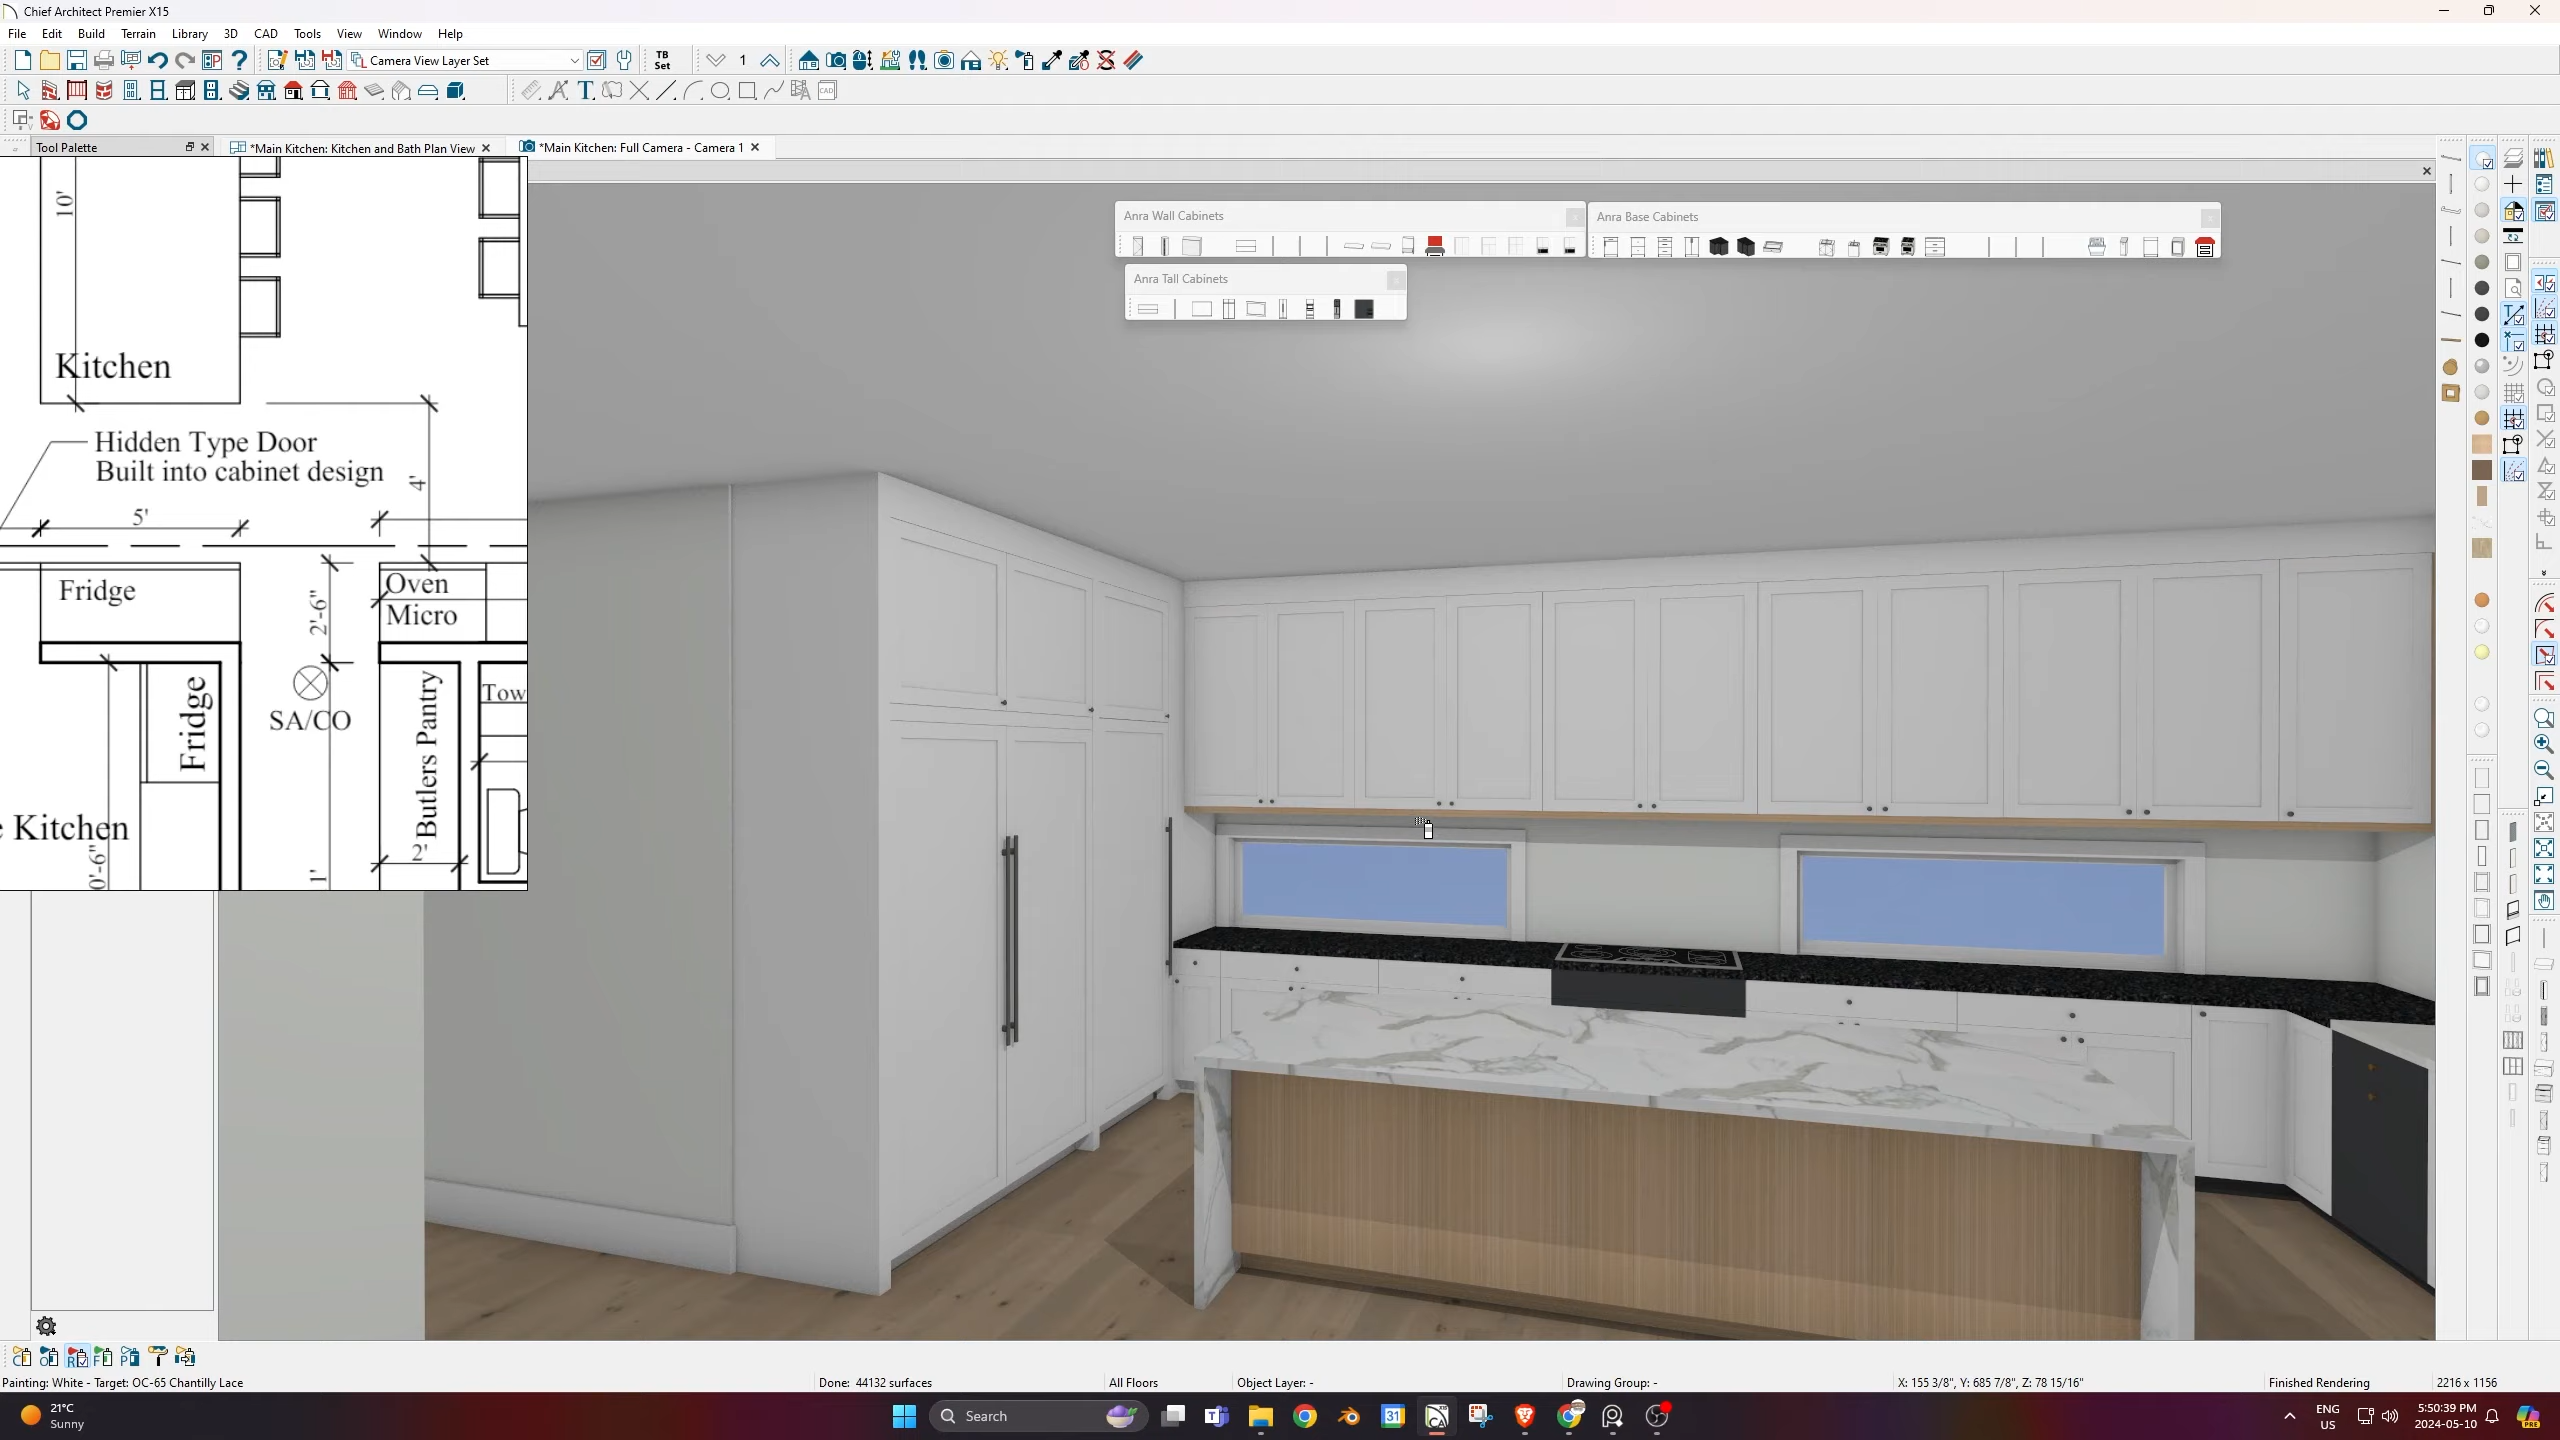 Chief Architect Premier X15
File Edit Build Terrain Library 3D CAD Tools View Window Help
Camera View Layer Set
TB Set
1
Tool Palette
*Main Kitchen: Kitchen and Bath Plan View
*Main Kitchen: Full Camera - Camera 1
Anra Wall Cabinets
Anra Base Cabinets
Anra Tall Cabinets
10'
Kitchen
Hidden Type Door
Built into cabinet design
4'
5'
Fridge
2'-6"
Oven
Micro
Fridge
SA/CO
Butlers Pantry
Tow
e Kitchen
0'-6"
1'
2'
Painting: White - Target: OC-65 Chantilly Lace
Done: 44132 surfaces
All Floors
Object Layer: -
Drawing Group: -
X: 155 3/8", Y: 685 7/8", Z: 78 15/16"
Finished Rendering
2216 x 1156
21°C
Sunny
Search
31
ENG
US
5:50:39 PM
2024-05-10